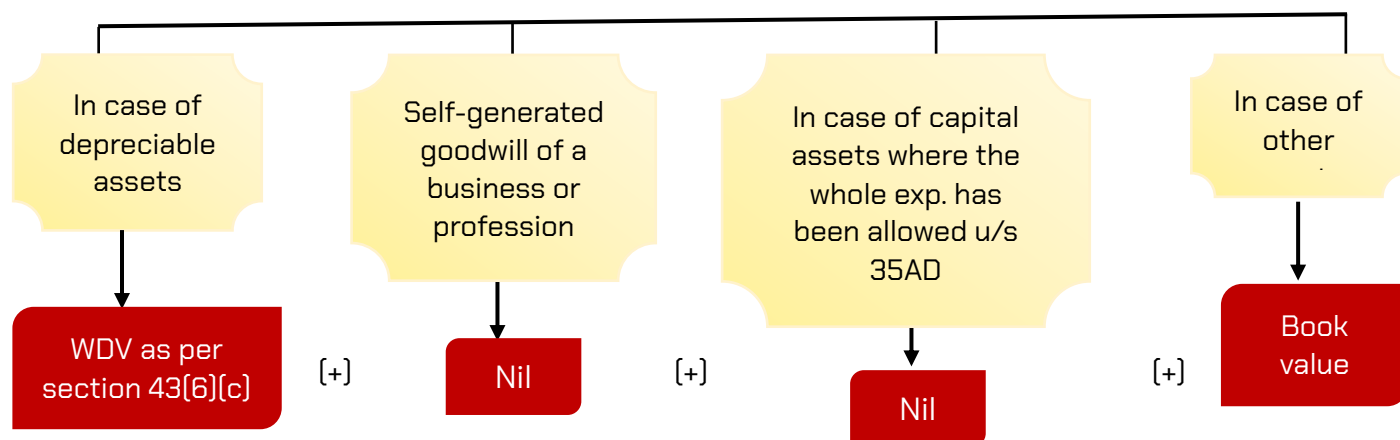 In case of
depreciable
assets
Self-generated
goodwill of a
business or
profession
In case of capital
assets where the
whole exp. has
been allowed u/s
35AD
In case of
other
WDV as per
section 43(6)(c)
(+)
Nil
(+)
Nil
(+)
Book
value